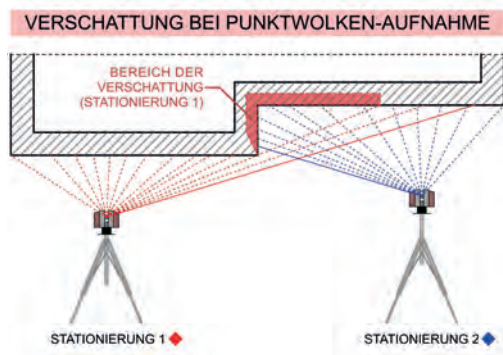 VERSCHATTUNG BEI PUNKTWOLKEN-AUFNAHME
BEREICH DER
VERSCHATTUNG
(STATIONIERUNG 1)
STATIONIERUNG 1
STATIONIERUNG 2